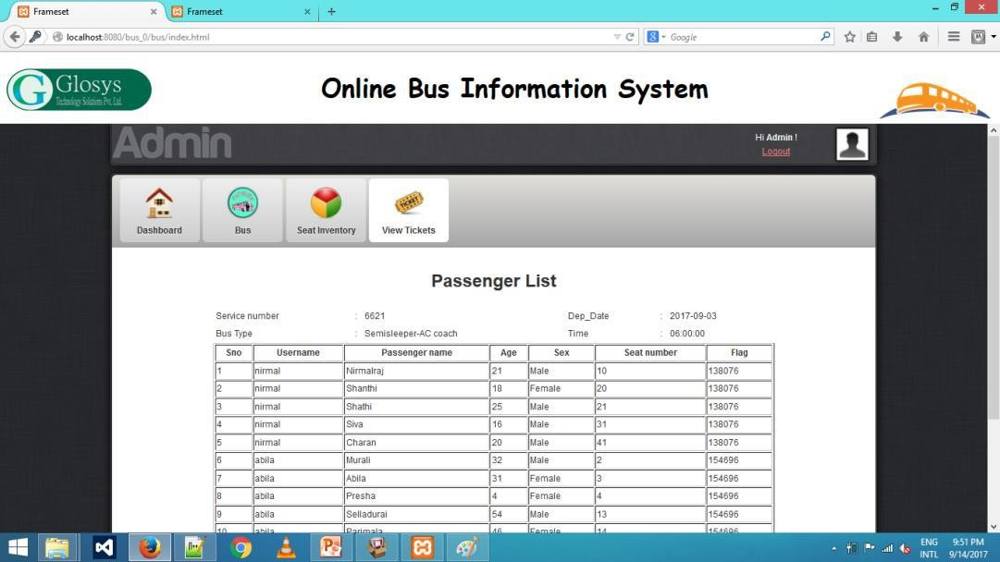 Frameset
Frameset
localhost:8080/bus_0/bus/index.html
Google
Glosys
Technology Solutions Pvt. Ltd.
Online Bus Information System
Admin
Hi Admin !
Logout
Dashboard
Bus
Seat Inventory
View Tickets
Passenger List
Service number : 6621 Dep_Date : 2017-09-03
Bus Type : Semisleeper-AC coach Time : 06:00:00
Sno Username Passenger name Age Sex Seat number Flag
1 nirmal Nirmalraj 21 Male 10 138076
2 nirmal Shanthi 18 Female 20 138076
3 nirmal Shathi 25 Male 21 138076
4 nirmal Siva 16 Male 31 138076
5 nirmal Charan 20 Male 41 138076
6 abila Murali 32 Male 2 154696
7 abila Abila 31 Female 3 154696
8 abila Presha 4 Female 4 154696
9 abila Selladurai 54 Male 13 154696
10 abila Parimala 46 Female 14 154696
ENG 9:51 PM
INTL 9/14/2017